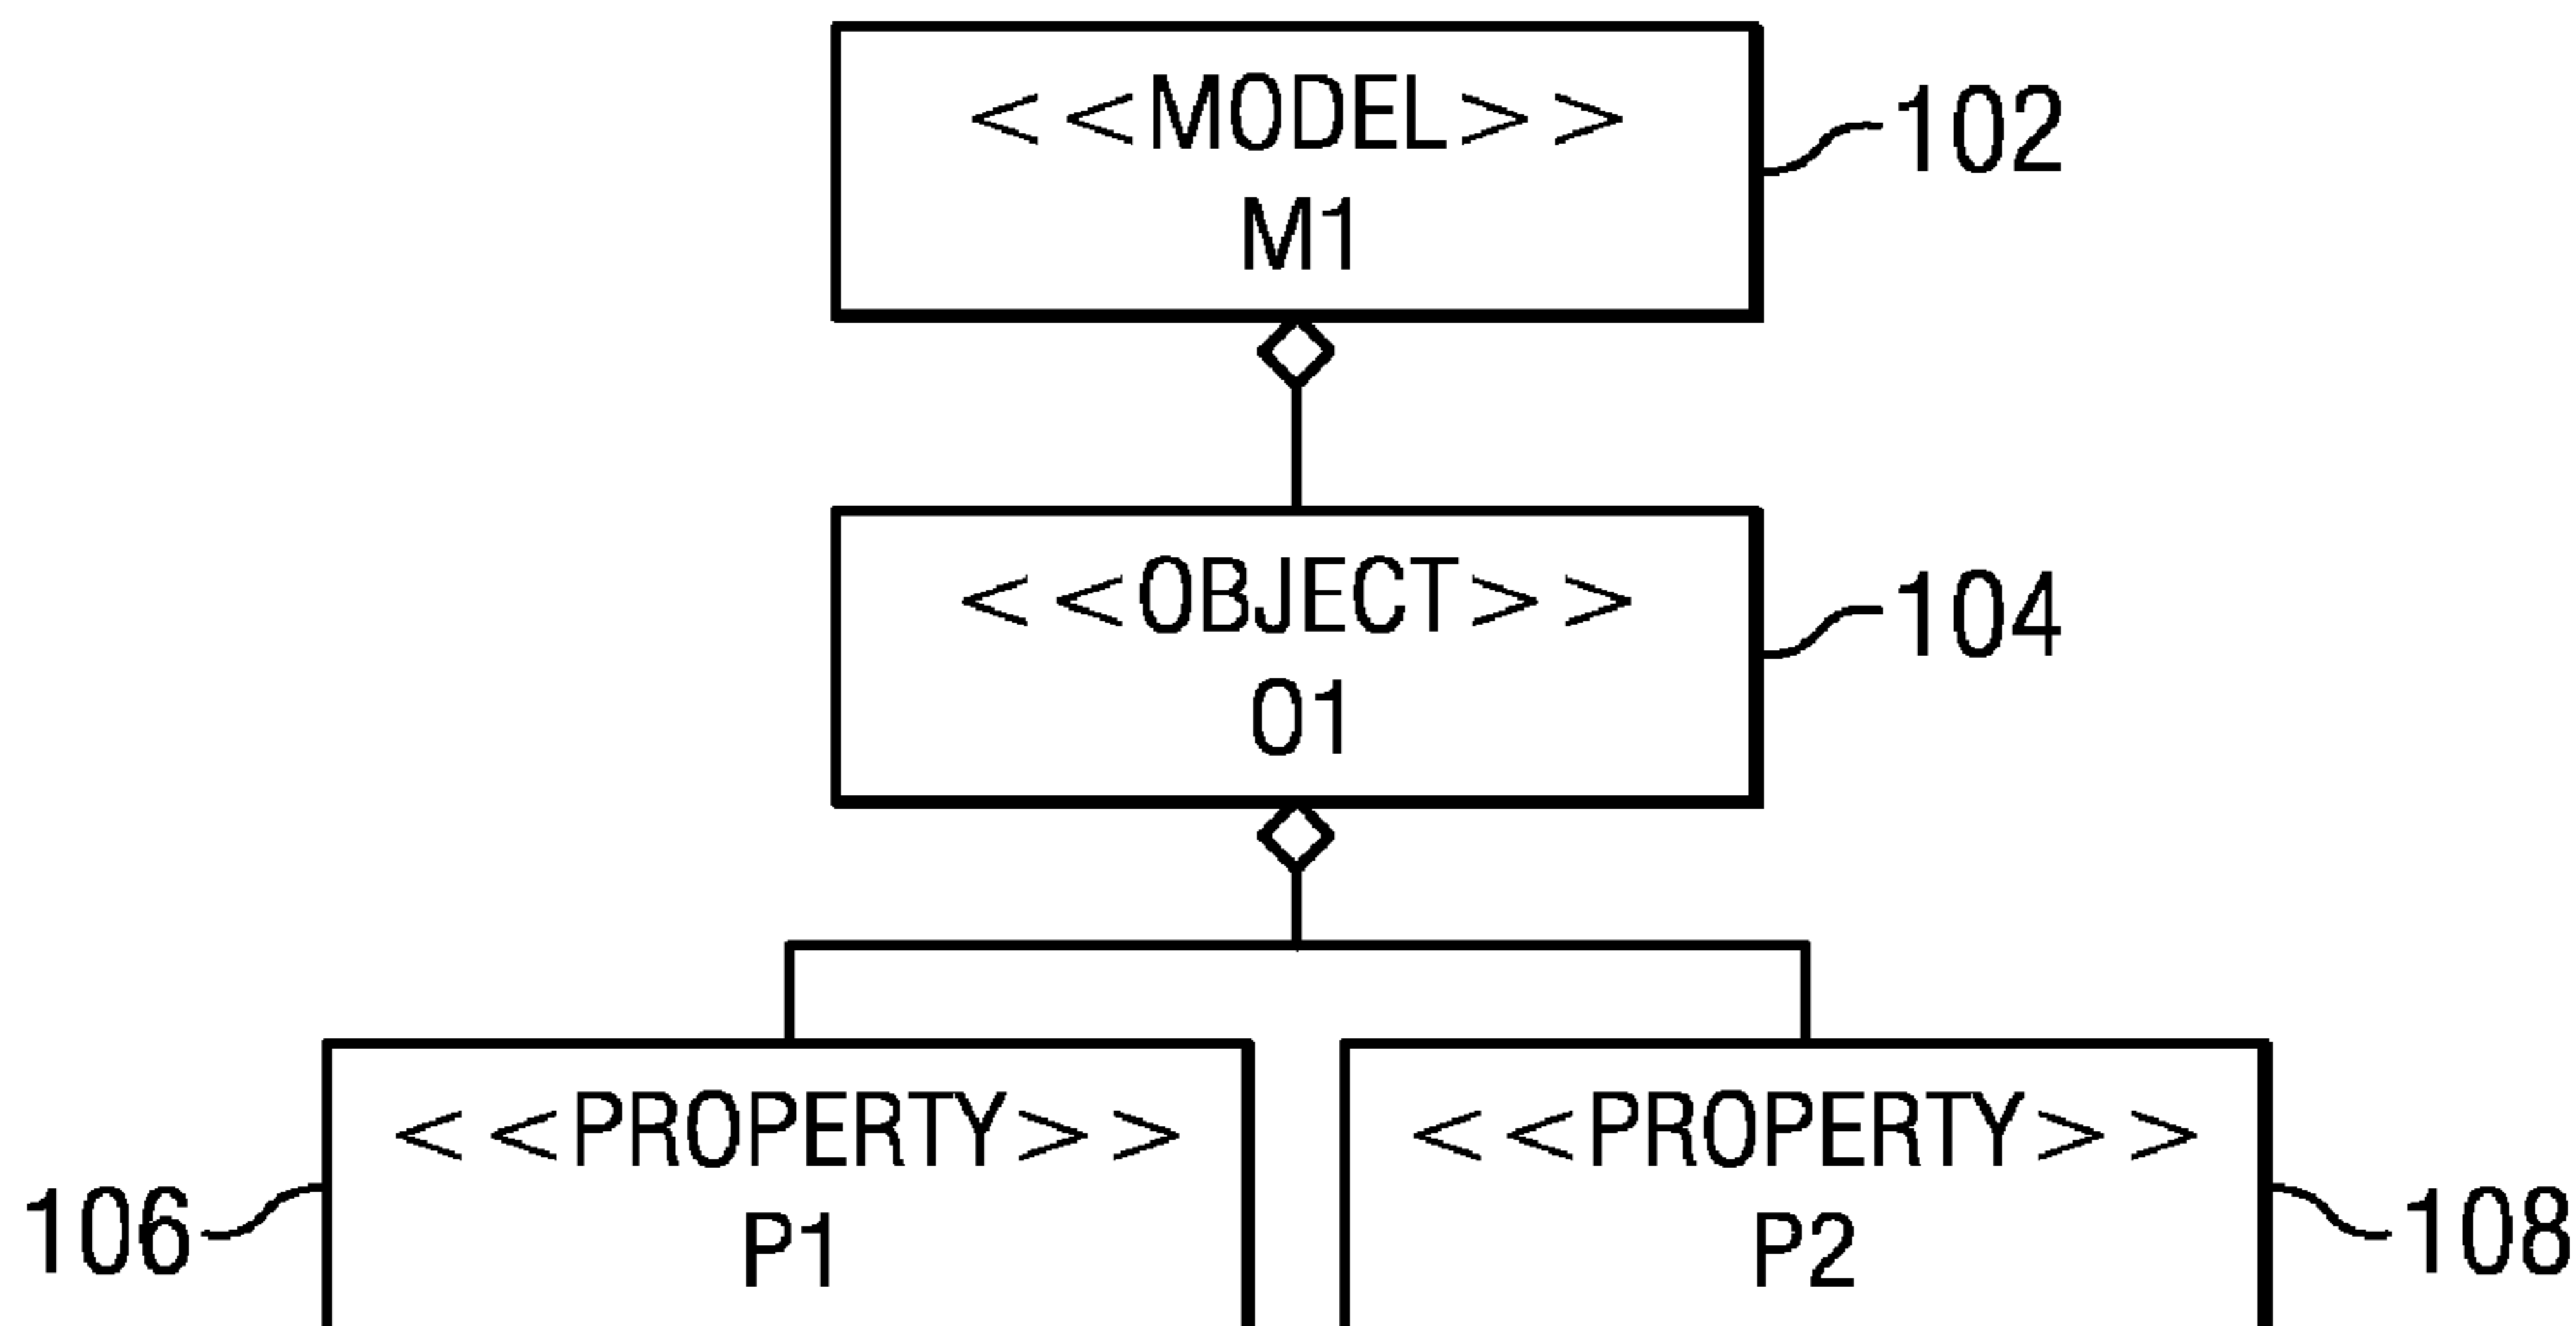 <<MODEL>>
M1
102
<<OBJECT>>
O1
104
<<PROPERTY>>
P1
106
<<PROPERTY>>
P2
108